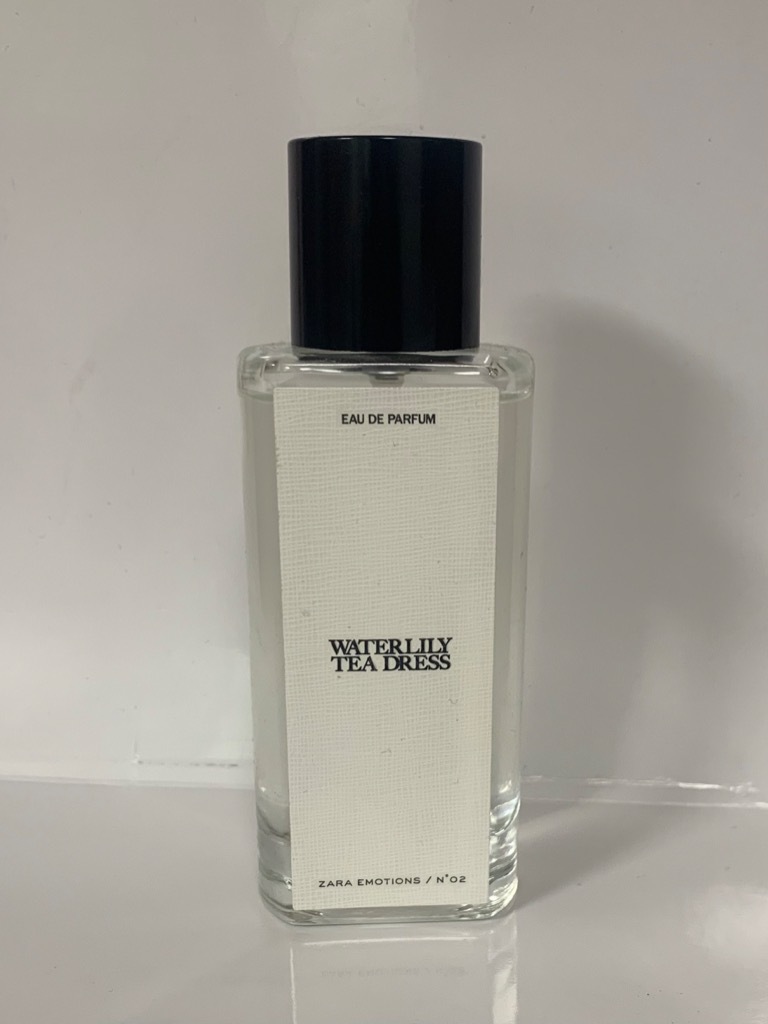 EAU DE PARFUM
WATERLILY
TEA DRESS
ZARA EMOTIONS / N°02